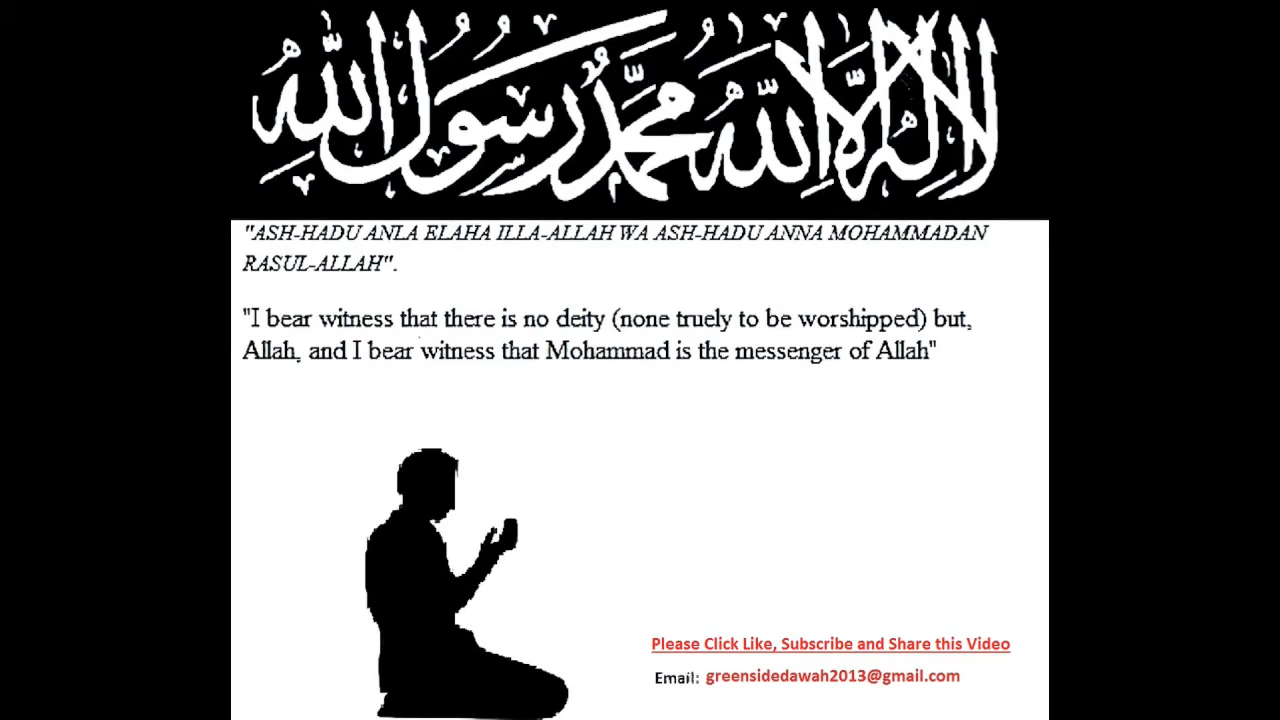 لا إله إلا الله محمد رسول الله
"ASH-HADU ANLA ELAHA ILLA-ALLAH WA ASH-HADU ANNA MOHAMMADAN
RASUL-ALLAH".
"I bear witness that there is no deity (none truely to be worshipped) but,
Allah, and I bear witness that Mohammad is the messenger of Allah"
Please Click Like, Subscribe and Share this Video
Email: greensidedawah2013@gmail.com